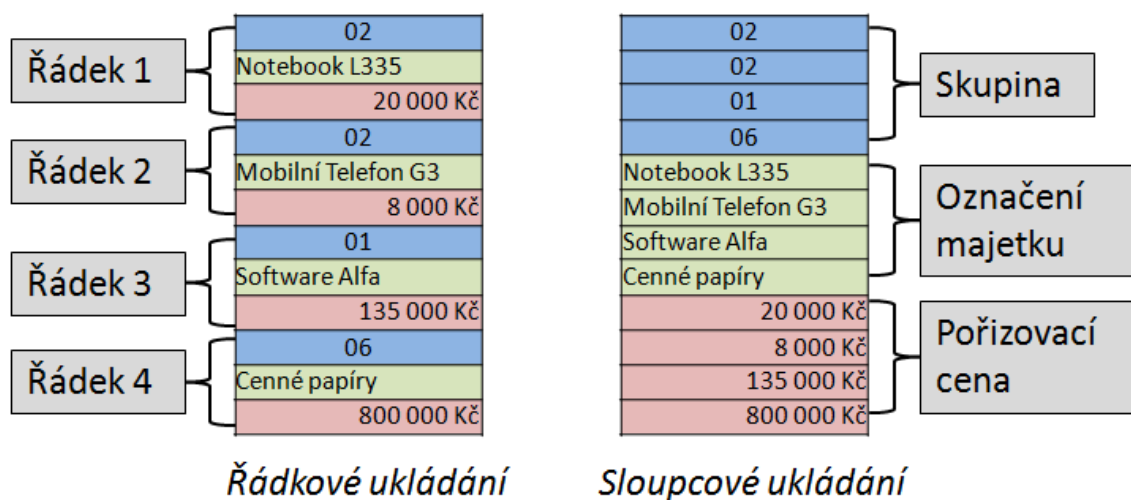 Řádek 1
Řádek 2
Řádek 3
Řádek 4
02
Notebook L335
20 000 Kč
02
Mobilní Telefon G3
8 000 Kč
01
Software Alfa
135 000 Kč
06
Cenné papíry
800 000 Kč
Řádkové ukládání
02
02
01
06
Notebook L335
Mobilní Telefon G3
Software Alfa
Cenné papíry
20 000 Kč
8 000 Kč
135 000 Kč
800 000 Kč
Sloupcové ukládání
Skupina
Označení
majetku
Pořizovací
cena